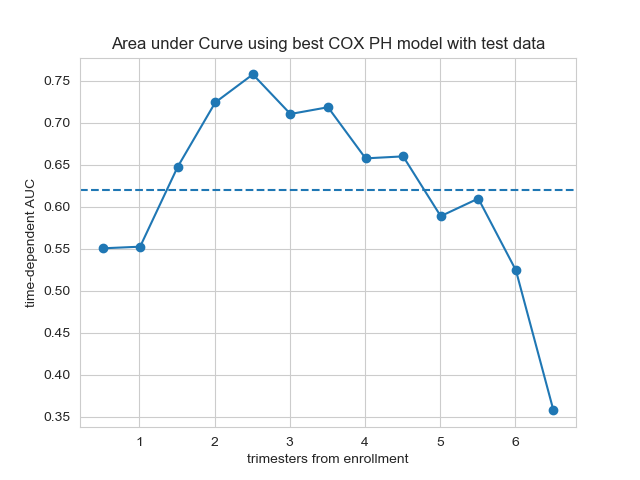 Area under Curve using best COX PH model with test data
time-dependent AUC
0.75
0.70
0.65
0.60
0.55
0.50
0.45
0.40
0.35
1 2 3 4 5 6
trimesters from enrollment